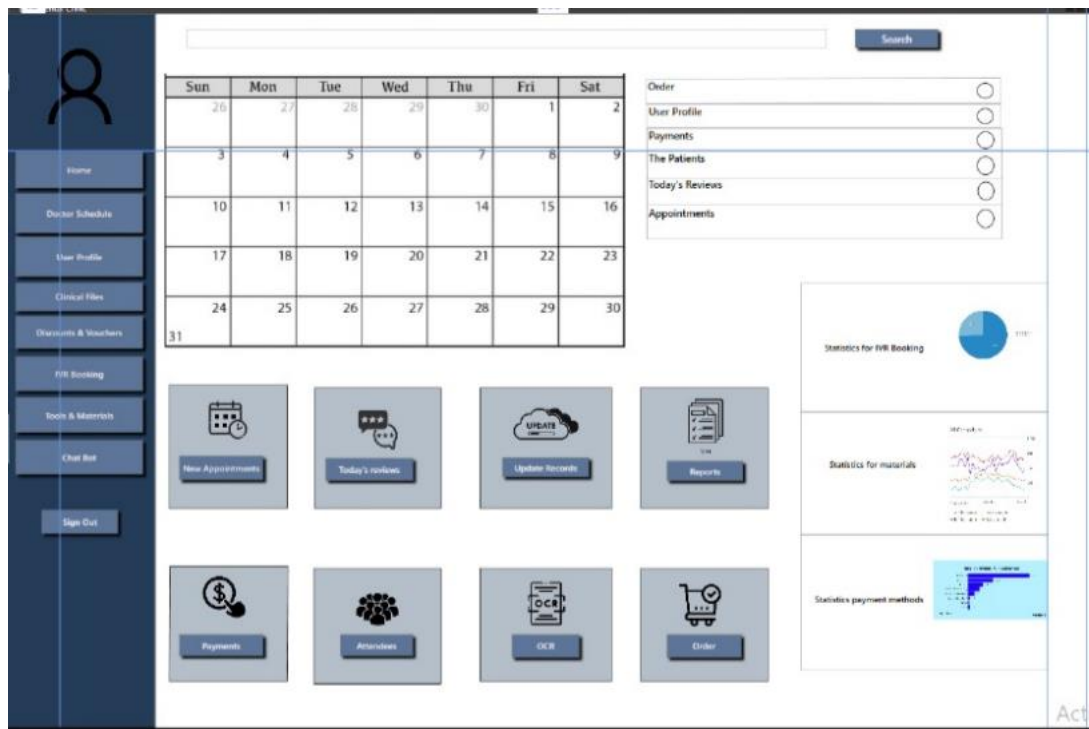 Clinic
Search
Sun Mon Tue Wed Thu Fri Sat
26 27 28 29 30 1 2
3 4 5 6 7 8 9
10 11 12 13 14 15 16
17 18 19 20 21 22 23
24 25 26 27 28 29 30
31
Order
User Profile
Payments
The Patients
Today's Reviews
Appointments
Home
Doctor Schedule
User Profile
Clinical Files
Discounts & Vouchers
IVR Booking
Tools & Materials
Chat Bot
Sign Out
Statistics for IVR Booking
Statistics for materials
Statistics payment methods
New Appointments
Today's reviews
UPDATE
Update Records
Reports
Payments
Attendees
OCR
OCR
Order
Act